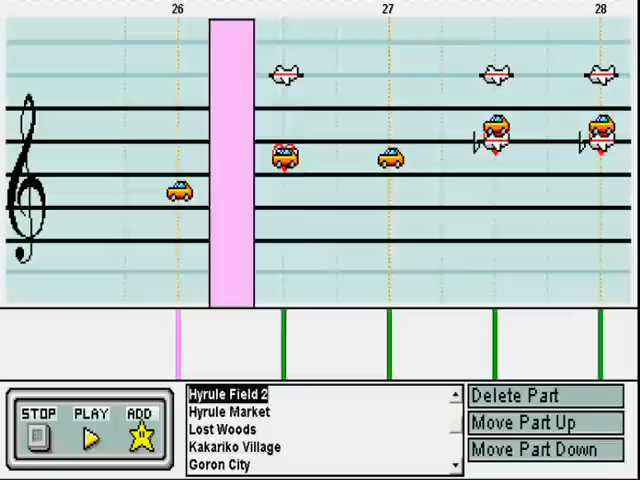 26 27 28
STOP PLAY ADD
Hyrule Field 2
Hyrule Market
Lost Woods
Kakariko Village
Goron City
Delete Part
Move Part Up
Move Part Down